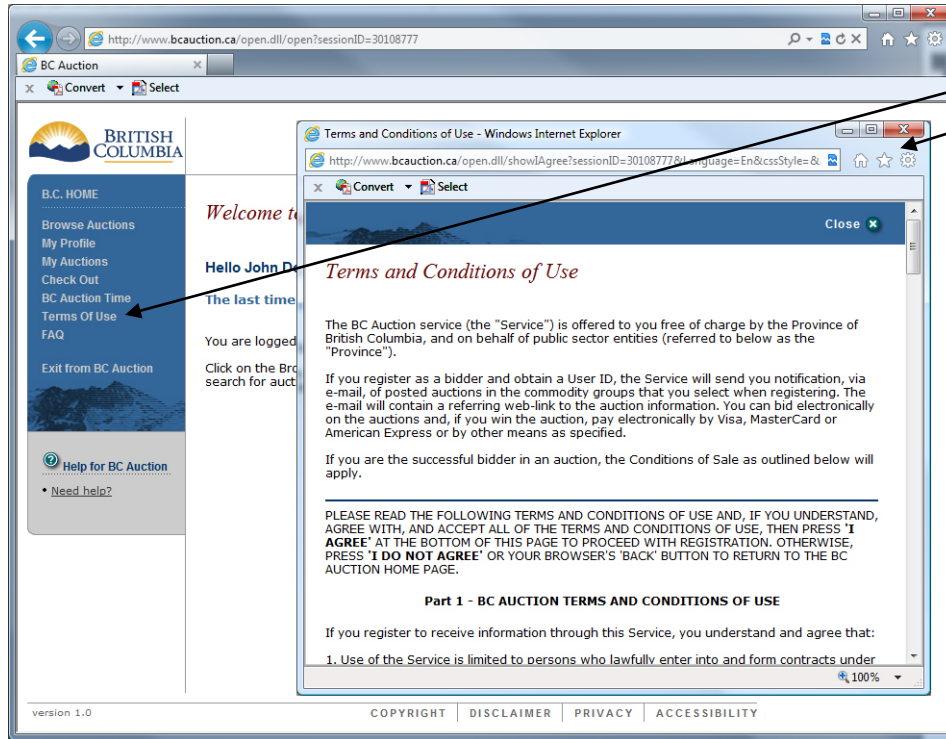 http://www.bcauction.ca/open.dll/open?sessionID=30108777
BC Auction
x Convert Select
BRITISH
COLUMBIA
B.C. HOME
Browse Auctions
My Profile
My Auctions
Check Out
BC Auction Time
Terms Of Use
FAQ
Exit from BC Auction
Help for BC Auction
• Need help?
Welcome to
Hello John Do
The last time
You are logged
Click on the Bro
search for auct
Terms and Conditions of Use - Windows Internet Explorer
http://www.bcauction.ca/open.dll/showIAgree?sessionID=30108777&Language=En&cssStyle=&
x Convert Select
Close
Terms and Conditions of Use
The BC Auction service (the "Service") is offered to you free of charge by the Province of
British Columbia, and on behalf of public sector entities (referred to below as the
"Province").
If you register as a bidder and obtain a User ID, the Service will send you notification, via
e-mail, of posted auctions in the commodity groups that you select when registering. The
e-mail will contain a referring web-link to the auction information. You can bid electronically
on the auctions and, if you win the auction, pay electronically by Visa, MasterCard or
American Express or by other means as specified.
If you are the successful bidder in an auction, the Conditions of Sale as outlined below will
apply.
PLEASE READ THE FOLLOWING TERMS AND CONDITIONS OF USE AND, IF YOU UNDERSTAND,
AGREE WITH, AND ACCEPT ALL OF THE TERMS AND CONDITIONS OF USE, THEN PRESS 'I
AGREE' AT THE BOTTOM OF THIS PAGE TO PROCEED WITH REGISTRATION. OTHERWISE,
PRESS 'I DO NOT AGREE' OR YOUR BROWSER'S 'BACK' BUTTON TO RETURN TO THE BC
AUCTION HOME PAGE.
Part 1 - BC AUCTION TERMS AND CONDITIONS OF USE
If you register to receive information through this Service, you understand and agree that:
1. Use of the Service is limited to persons who lawfully enter into and form contracts under
100%
version 1.0
COPYRIGHT DISCLAIMER PRIVACY ACCESSIBILITY